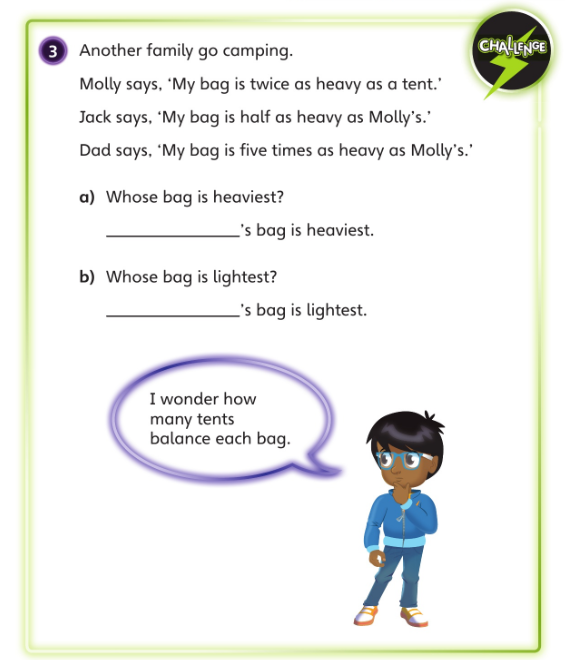 CHALLENGE
3 Another family go camping.
Molly says, ‘My bag is twice as heavy as a tent.’
Jack says, ‘My bag is half as heavy as Molly’s.’
Dad says, ‘My bag is five times as heavy as Molly’s.’
a) Whose bag is heaviest?
______________’s bag is heaviest.
b) Whose bag is lightest?
______________’s bag is lightest.
I wonder how
many tents
balance each bag.